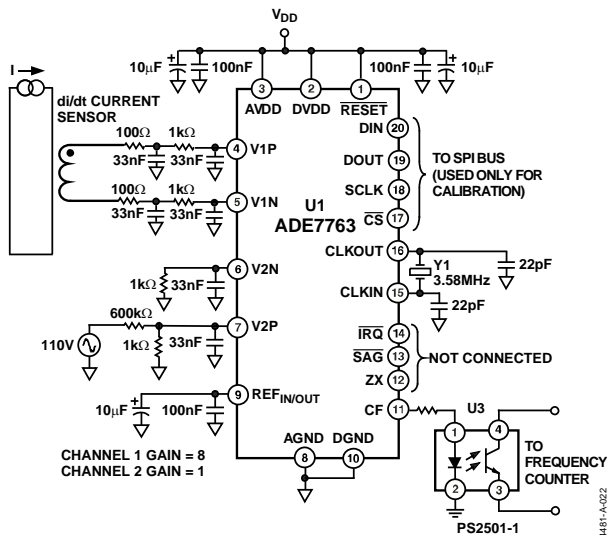 V_DD
10μF
100nF
100nF
10μF
3
2
1
AVDD
DVDD
RESET
I
di/dt CURRENT
SENSOR
100Ω
1kΩ
33nF
33nF
4
V1P
100Ω
1kΩ
33nF
33nF
5
V1N
U1
ADE7763
DIN
20
DOUT
19
SCLK
18
CS
17
TO SPI BUS
(USED ONLY FOR
CALIBRATION)
CLKOUT
16
Y1
3.58MHz
22pF
CLKIN
15
22pF
6
V2N
1kΩ
33nF
600kΩ
7
V2P
110V
1kΩ
33nF
IRQ
14
SAG
13
NOT CONNECTED
ZX
12
9
REF_IN/OUT
10μF
100nF
CF
11
U3
1
4
2
3
TO
FREQUENCY
COUNTER
PS2501-1
AGND
DGND
8
10
CHANNEL 1 GAIN = 8
CHANNEL 2 GAIN = 1